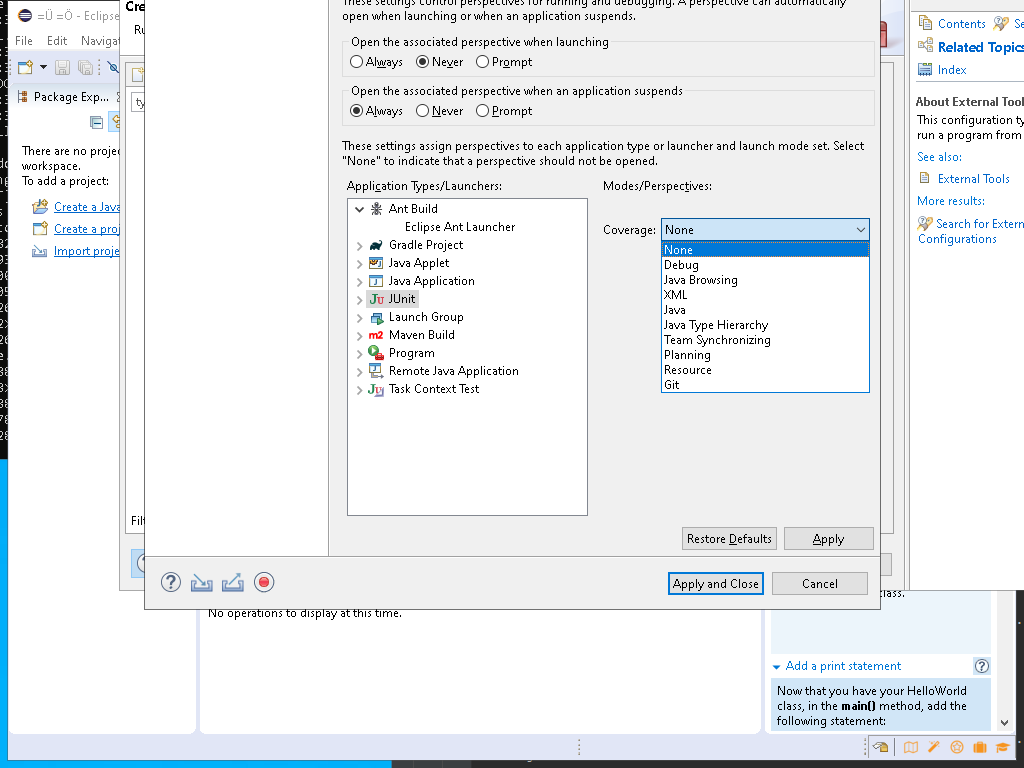 =Ü =Ö - Eclipse
File Edit Navigat
Package Exp...
There are no proje
workspace.
To add a project:
Create a Java
Create a proj
Import proje
Cre
Ru
ty
Filt
These settings control perspectives for running and debugging. A perspective can automatically
open when launching or when an application suspends.
Open the associated perspective when launching
Always Never Prompt
Open the associated perspective when an application suspends
Always Never Prompt
These settings assign perspectives to each application type or launcher and launch mode set. Select
"None" to indicate that a perspective should not be opened.
Application Types/Launchers:
Ant Build
Eclipse Ant Launcher
Gradle Project
Java Applet
Java Application
JUnit
Launch Group
Maven Build
Program
Remote Java Application
Task Context Test
Modes/Perspectives:
Coverage: None
None
Debug
Java Browsing
XML
Java
Java Type Hierarchy
Team Synchronizing
Planning
Resource
Git
Restore Defaults Apply
Apply and Close Cancel
Contents Se
Related Topics
Index
About External Tool
This configuration ty
run a program from
See also:
External Tools
More results:
Search for Extern
Configurations
No operations to display at this time.
class.
Add a print statement
Now that you have your HelloWorld
class, in the main() method, add the
following statement: